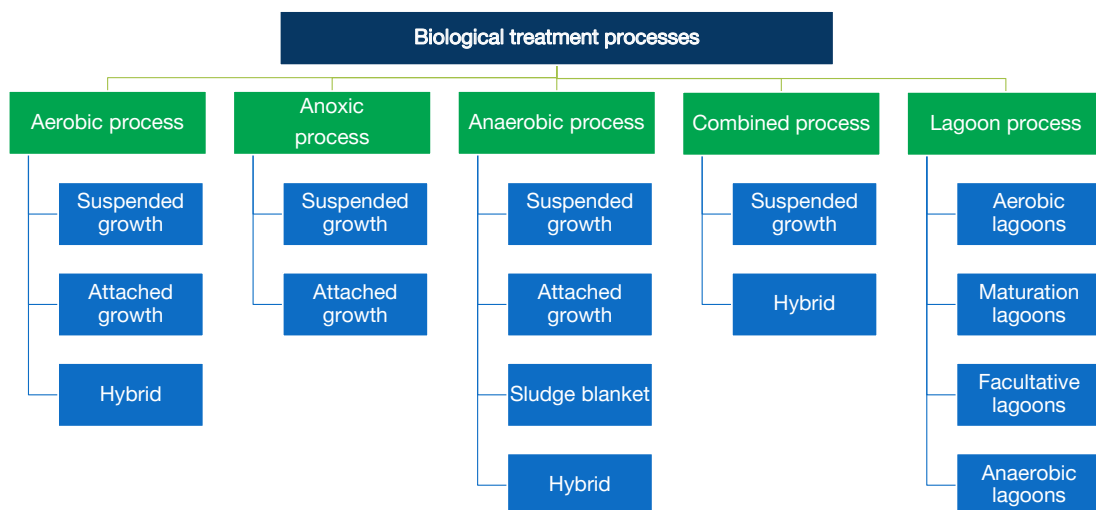 Biological treatment processes
Aerobic process
Suspended
growth
Attached
growth
Hybrid
Anoxic
process
Suspended
growth
Attached
growth
Anaerobic process
Suspended
growth
Attached
growth
Sludge blanket
Hybrid
Combined process
Suspended
growth
Hybrid
Lagoon process
Aerobic
lagoons
Maturation
lagoons
Facultative
lagoons
Anaerobic
lagoons